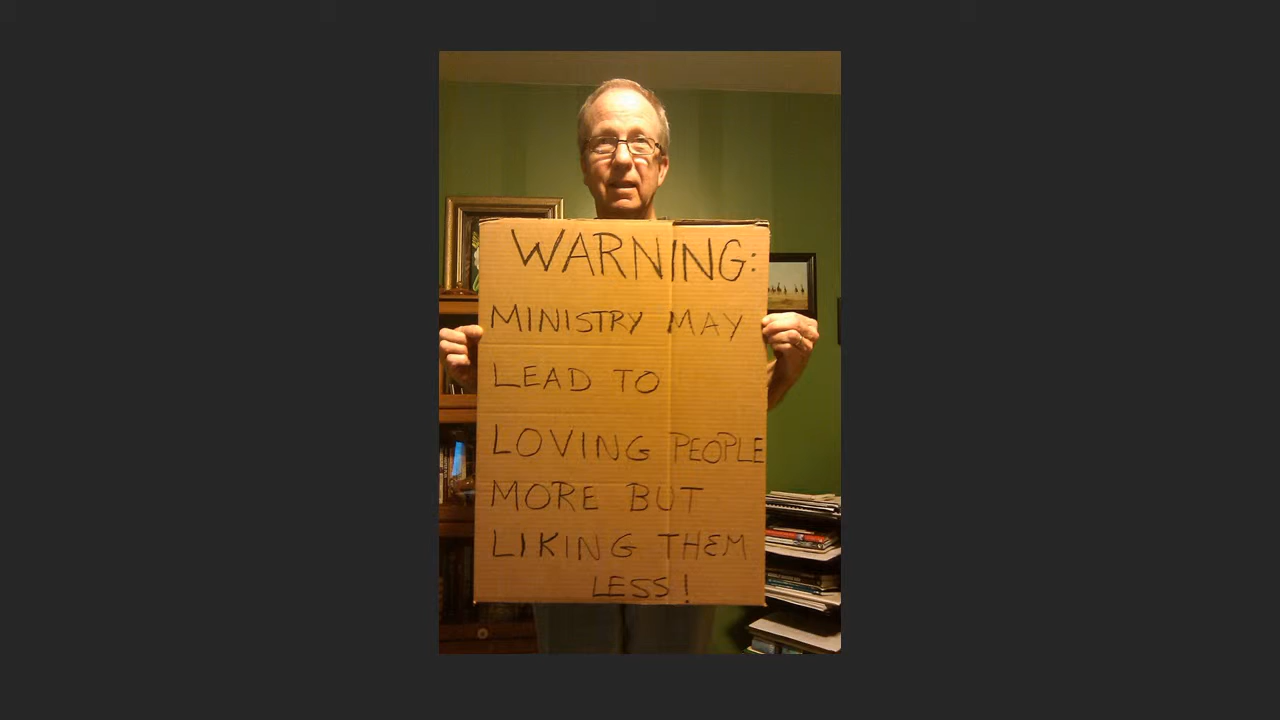 WARNING:
MINISTRY MAY
LEAD TO
LOVING PEOPLE
MORE BUT
LIKING THEM
LESS!